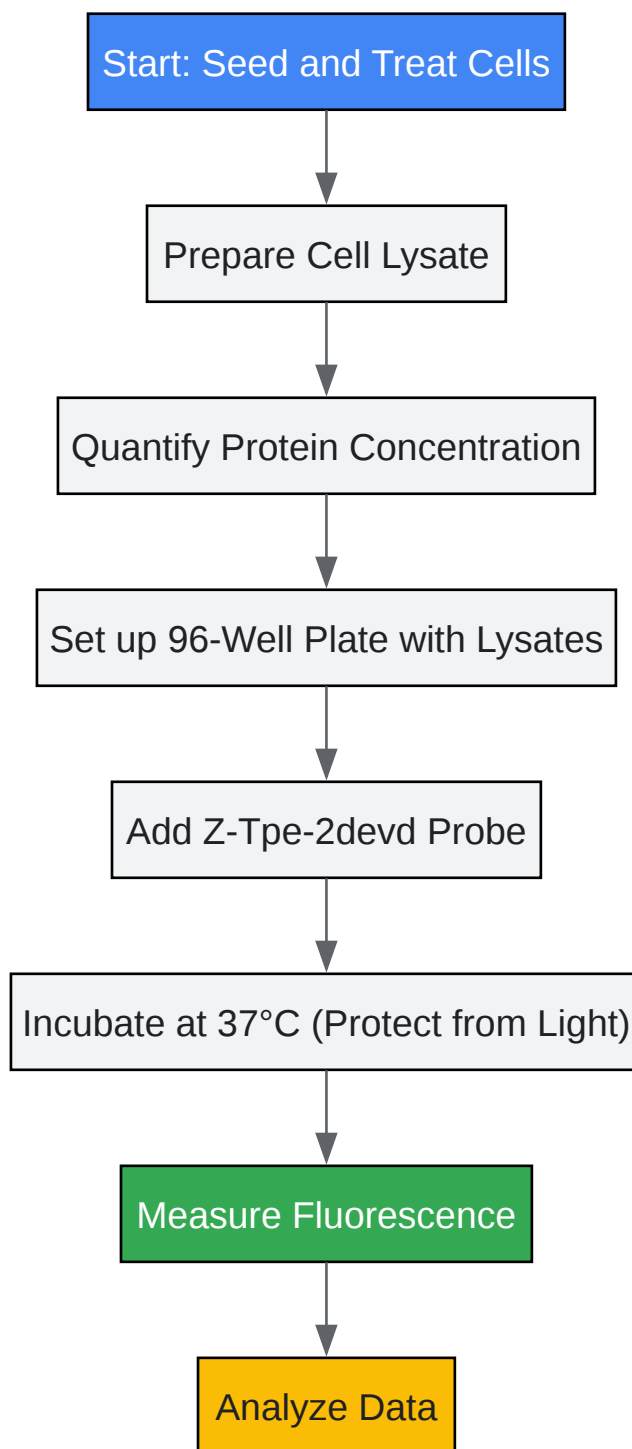 Start: Seed and Treat Cells
Prepare Cell Lysate
Quantify Protein Concentration
Set up 96-Well Plate with Lysates
Add Z-Tpe-2devd Probe
Incubate at 37°C (Protect from Light)
Measure Fluorescence
Analyze Data